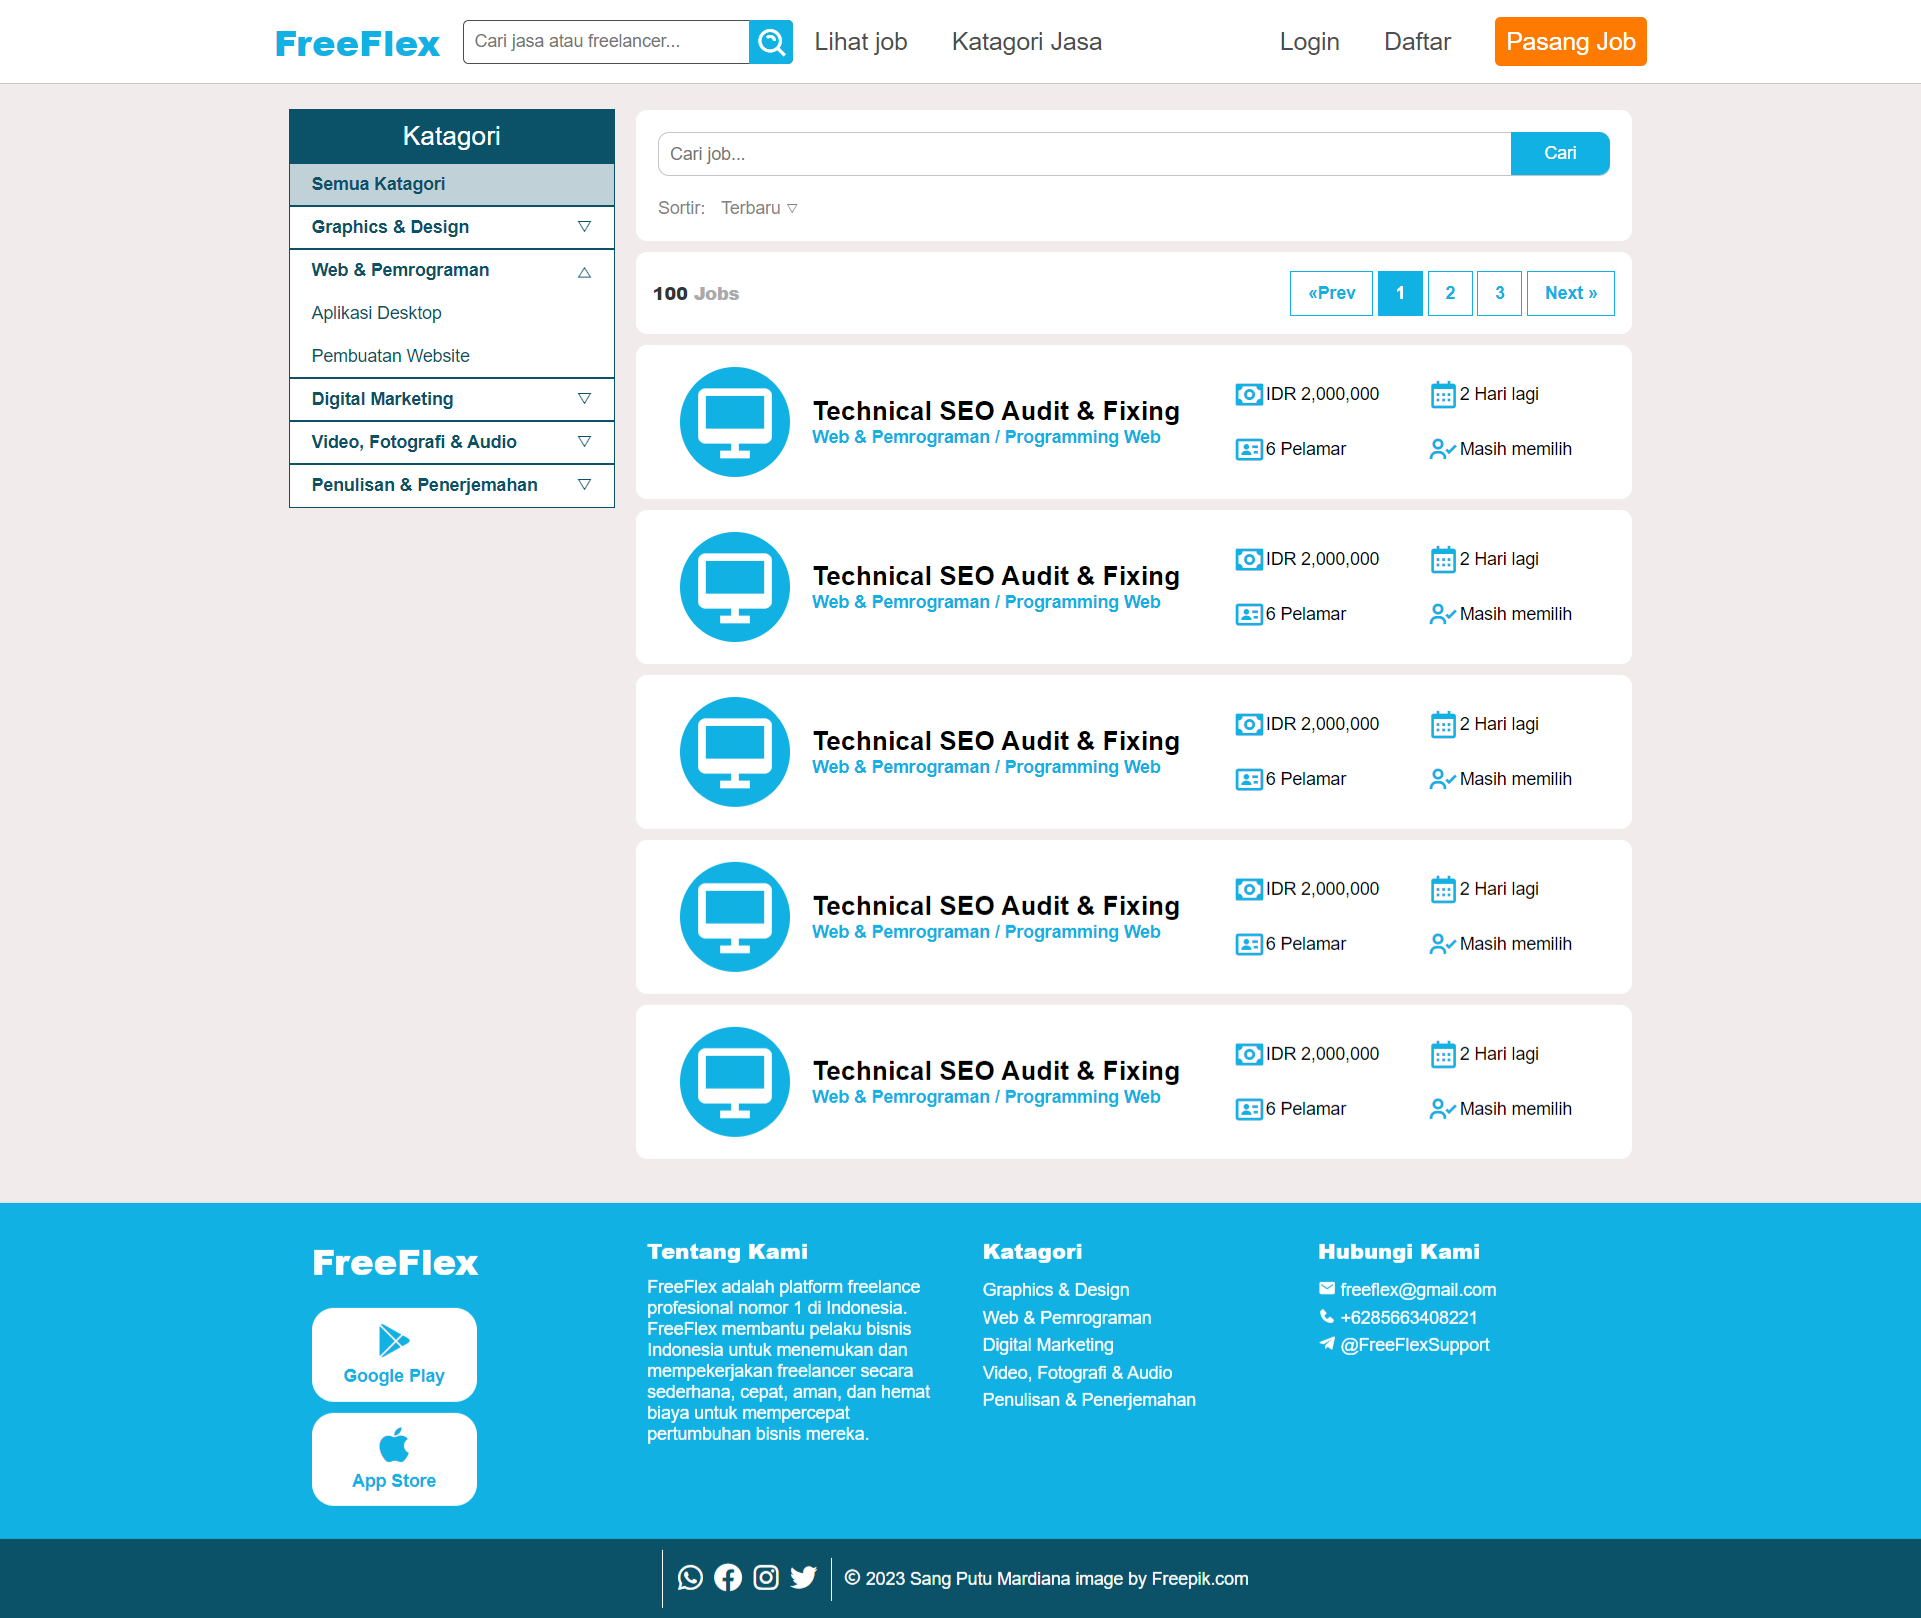 FreeFlex
Cari jasa atau freelancer...
Lihat job
Katagori Jasa
Login
Daftar
Pasang Job
Katagori
Semua Katagori
Graphics & Design
Web & Pemrograman
Aplikasi Desktop
Pembuatan Website
Digital Marketing
Video, Fotografi & Audio
Penulisan & Penerjemahan
Cari job...
Cari
Sortir: Terbaru
100 Jobs
«Prev
1
2
3
Next »
Technical SEO Audit & Fixing
Web & Pemrograman / Programming Web
IDR 2,000,000
2 Hari lagi
6 Pelamar
Masih memilih
Technical SEO Audit & Fixing
Web & Pemrograman / Programming Web
IDR 2,000,000
2 Hari lagi
6 Pelamar
Masih memilih
Technical SEO Audit & Fixing
Web & Pemrograman / Programming Web
IDR 2,000,000
2 Hari lagi
6 Pelamar
Masih memilih
Technical SEO Audit & Fixing
Web & Pemrograman / Programming Web
IDR 2,000,000
2 Hari lagi
6 Pelamar
Masih memilih
Technical SEO Audit & Fixing
Web & Pemrograman / Programming Web
IDR 2,000,000
2 Hari lagi
6 Pelamar
Masih memilih
FreeFlex
Google Play
App Store
Tentang Kami
FreeFlex adalah platform freelance
profesional nomor 1 di Indonesia.
FreeFlex membantu pelaku bisnis
Indonesia untuk menemukan dan
mempekerjakan freelancer secara
sederhana, cepat, aman, dan hemat
biaya untuk mempercepat
pertumbuhan bisnis mereka.
Katagori
Graphics & Design
Web & Pemrograman
Digital Marketing
Video, Fotografi & Audio
Penulisan & Penerjemahan
Hubungi Kami
freeflex@gmail.com
+6285663408221
@FreeFlexSupport
© 2023 Sang Putu Mardiana image by Freepik.com